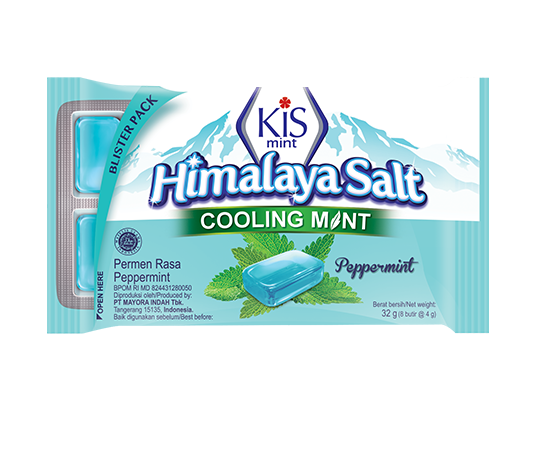 KiS
mint
Himalaya Salt
COOLING MINT
BLISTER PACK
OPEN HERE
Permen Rasa
Peppermint
BPOM RI MD 824431280050
Diproduksi oleh/Produced by:
PT MAYORA INDAH Tbk.
Tangerang 15135, Indonesia.
Baik digunakan sebelum/Best before:
Peppermint
Berat bersih/Net weight:
32 g (8 butir @ 4 g)